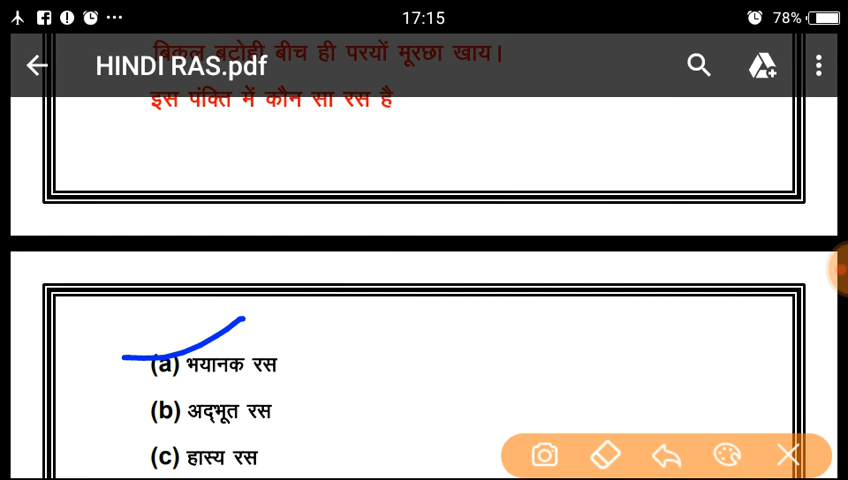 17:15
78%
बिकल बटोही बीच ही परयों मूरछा खाय।
HINDI RAS.pdf
इस पंक्ति में कौन सा रस है
(a) भयानक रस
(b) अद्भूत रस
(c) हास्य रस